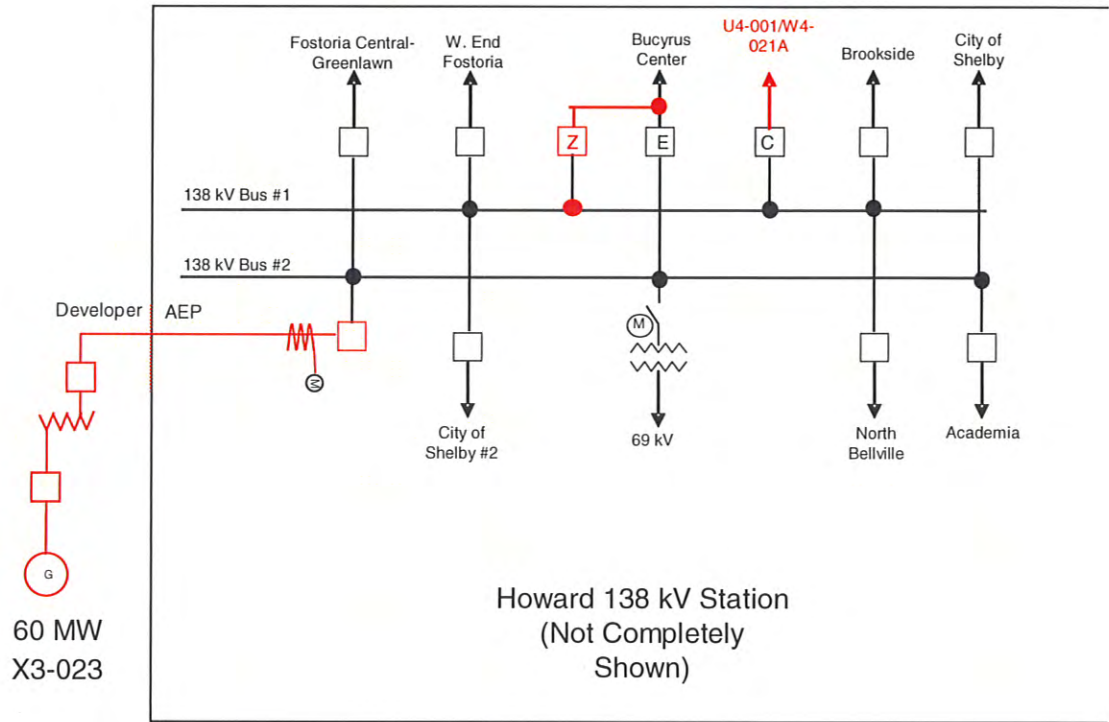 Fostoria Central-
Greenlawn
W. End
Fostoria
Bucyrus
Center
U4-001/W4-
021A
Brookside
City of
Shelby
Z
E
C
138 kV Bus #1
138 kV Bus #2
Developer
AEP
M
M
City of
Shelby #2
69 kV
North
Bellville
Academia
G
60 MW
X3-023
Howard 138 kV Station
(Not Completely
Shown)